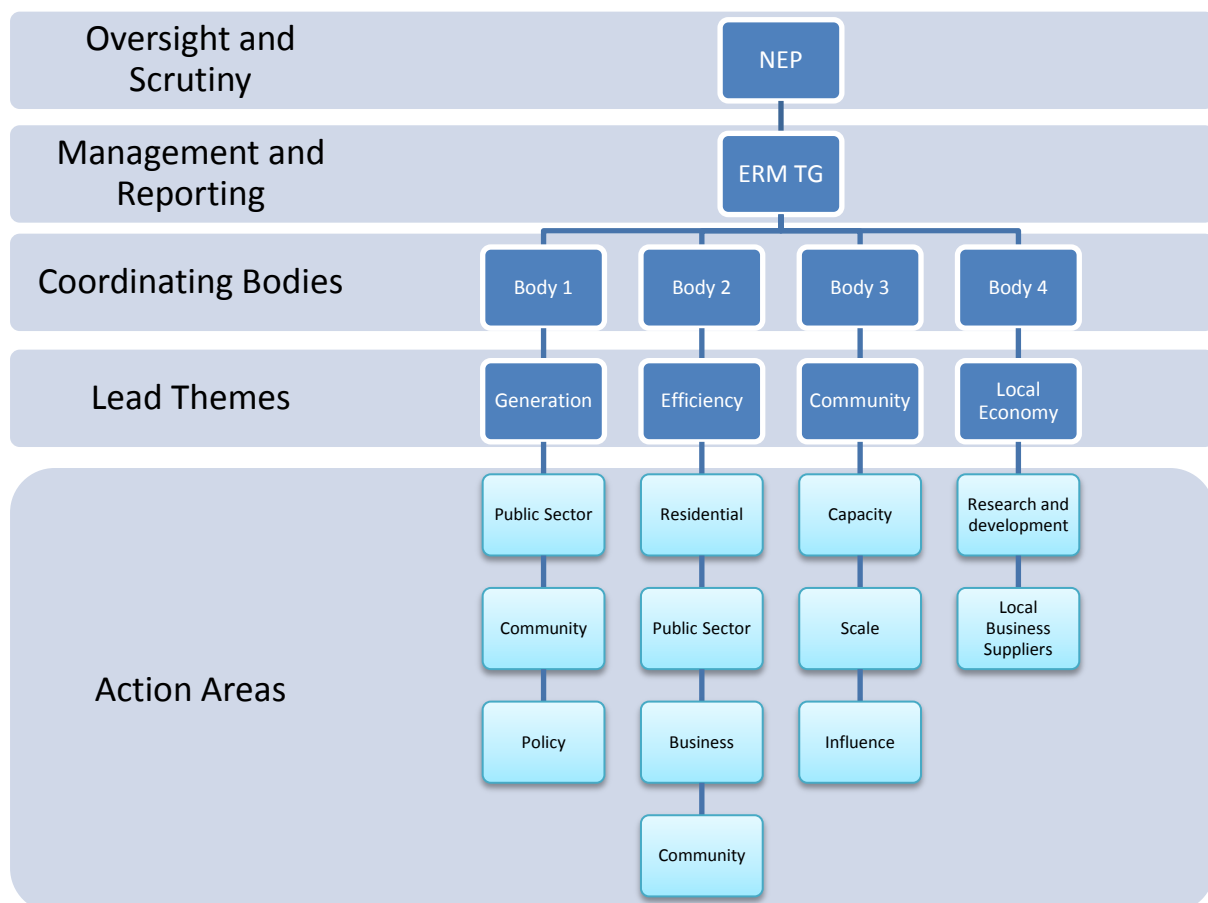 Oversight and
Scrutiny
NEP
Management and
Reporting
ERM TG
Coordinating Bodies
Body 1
Body 2
Body 3
Body 4
Lead Themes
Generation
Efficiency
Community
Local
Economy
Action Areas
Public Sector
Community
Policy
Residential
Public Sector
Business
Community
Capacity
Scale
Influence
Research and
development
Local
Business
Suppliers